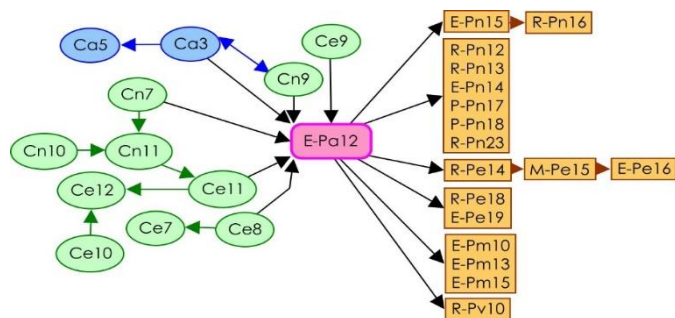 Ca5
Ca3
Ce9
Cn9
Cn7
Cn10
Cn11
Ce12
Ce11
Ce10
Ce7
Ce8
E-Pa12
E-Pn15
R-Pn16
R-Pn12
R-Pn13
E-Pn14
P-Pn17
P-Pn18
R-Pn23
R-Pe14
M-Pe15
E-Pe16
R-Pe18
E-Pe19
E-Pm10
E-Pm13
E-Pm15
R-Pv10